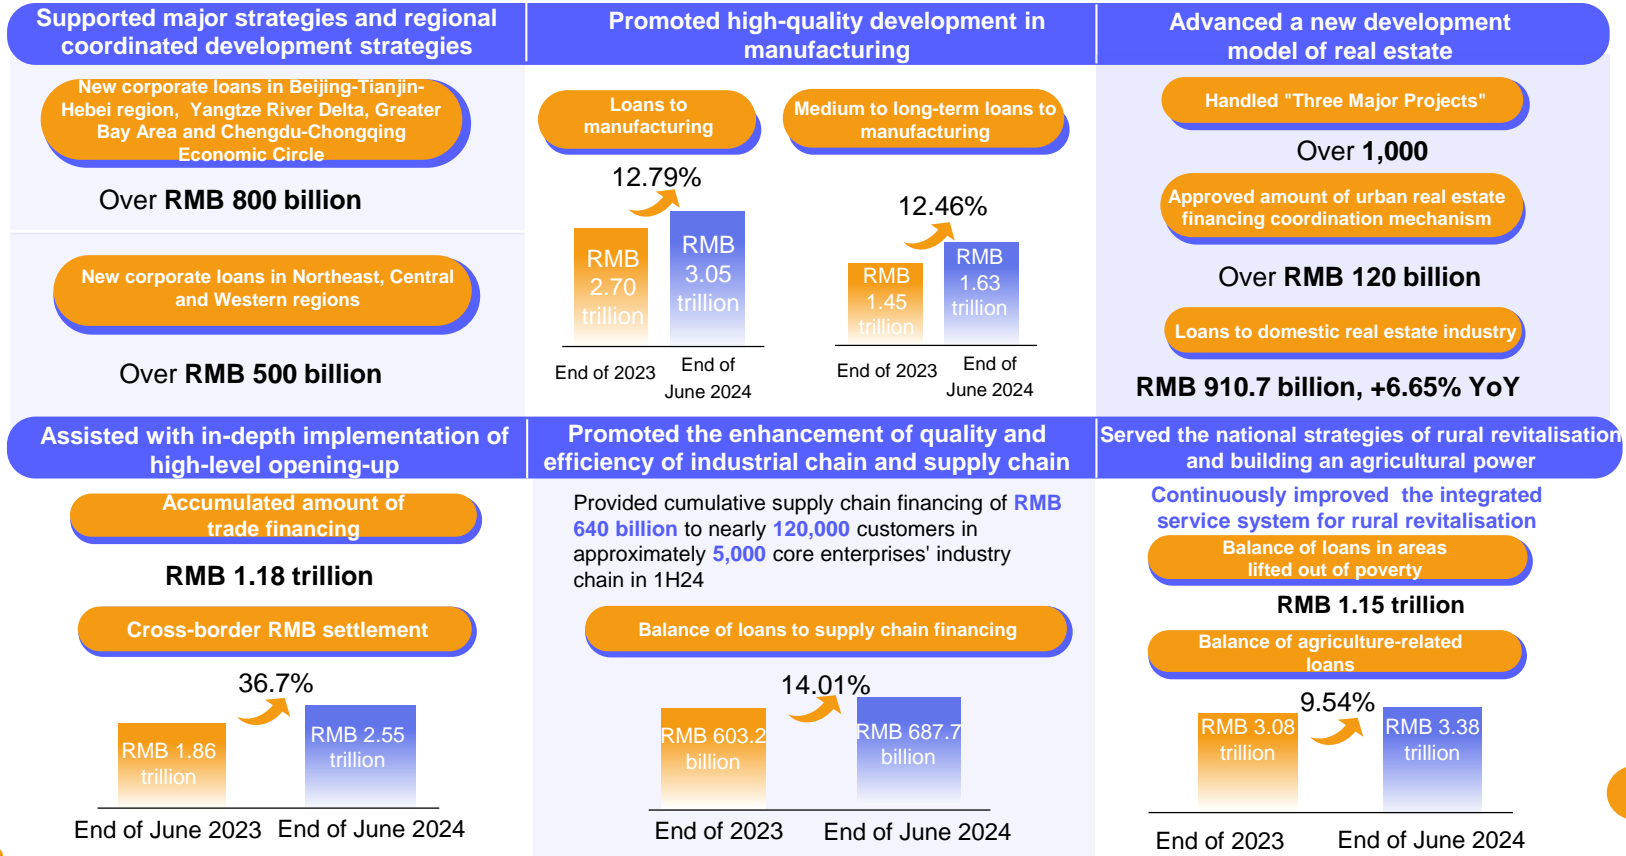 Supported major strategies and regional
coordinated development strategies
New corporate loans in Beijing-Tianjin-
Hebei region, Yangtze River Delta, Greater
Bay Area and Chengdu-Chongqing
Economic Circle
Over RMB 800 billion
New corporate loans in Northeast, Central
and Western regions
Over RMB 500 billion
Promoted high-quality development in
manufacturing
Loans to
manufacturing
12.79%
RMB
2.70
trillion
RMB
3.05
trillion
End of 2023
End of
June 2024
Medium to long-term loans to
manufacturing
12.46%
RMB
1.45
trillion
RMB
1.63
trillion
End of 2023
End of
June 2024
Advanced a new development
model of real estate
Handled "Three Major Projects"
Over 1,000
Approved amount of urban real estate
financing coordination mechanism
Over RMB 120 billion
Loans to domestic real estate industry
RMB 910.7 billion, +6.65% YoY
Assisted with in-depth implementation of
high-level opening-up
Accumulated amount of
trade financing
RMB 1.18 trillion
Cross-border RMB settlement
36.7%
RMB 1.86
trillion
RMB 2.55
trillion
End of June 2023
End of June 2024
Promoted the enhancement of quality and
efficiency of industrial chain and supply chain
Provided cumulative supply chain financing of RMB
640 billion to nearly 120,000 customers in
approximately 5,000 core enterprises' industry
chain in 1H24
Balance of loans to supply chain financing
14.01%
RMB 603.2
billion
RMB 687.7
billion
End of 2023
End of June 2024
Served the national strategies of rural revitalisation
and building an agricultural power
Continuously improved the integrated
service system for rural revitalisation
Balance of loans in areas
lifted out of poverty
RMB 1.15 trillion
Balance of agriculture-related
loans
9.54%
RMB 3.08
trillion
RMB 3.38
trillion
End of 2023
End of June 2024